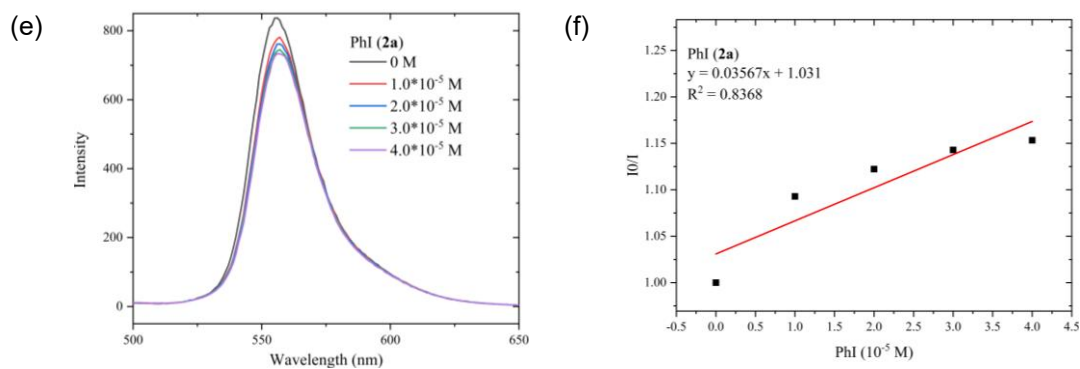 (e)
800
600
400
200
0
Intensity
PhI (2a)
0 M
1.0*10⁻⁵ M
2.0*10⁻⁵ M
3.0*10⁻⁵ M
4.0*10⁻⁵ M
500
550
600
650
Wavelength (nm)
(f)
1.25
1.20
1.15
1.10
1.05
1.00
I0/I
PhI (2a)
y = 0.03567x + 1.031
R² = 0.8368
-0.5
0.0
0.5
1.0
1.5
2.0
2.5
3.0
3.5
4.0
4.5
PhI (10⁻⁵ M)